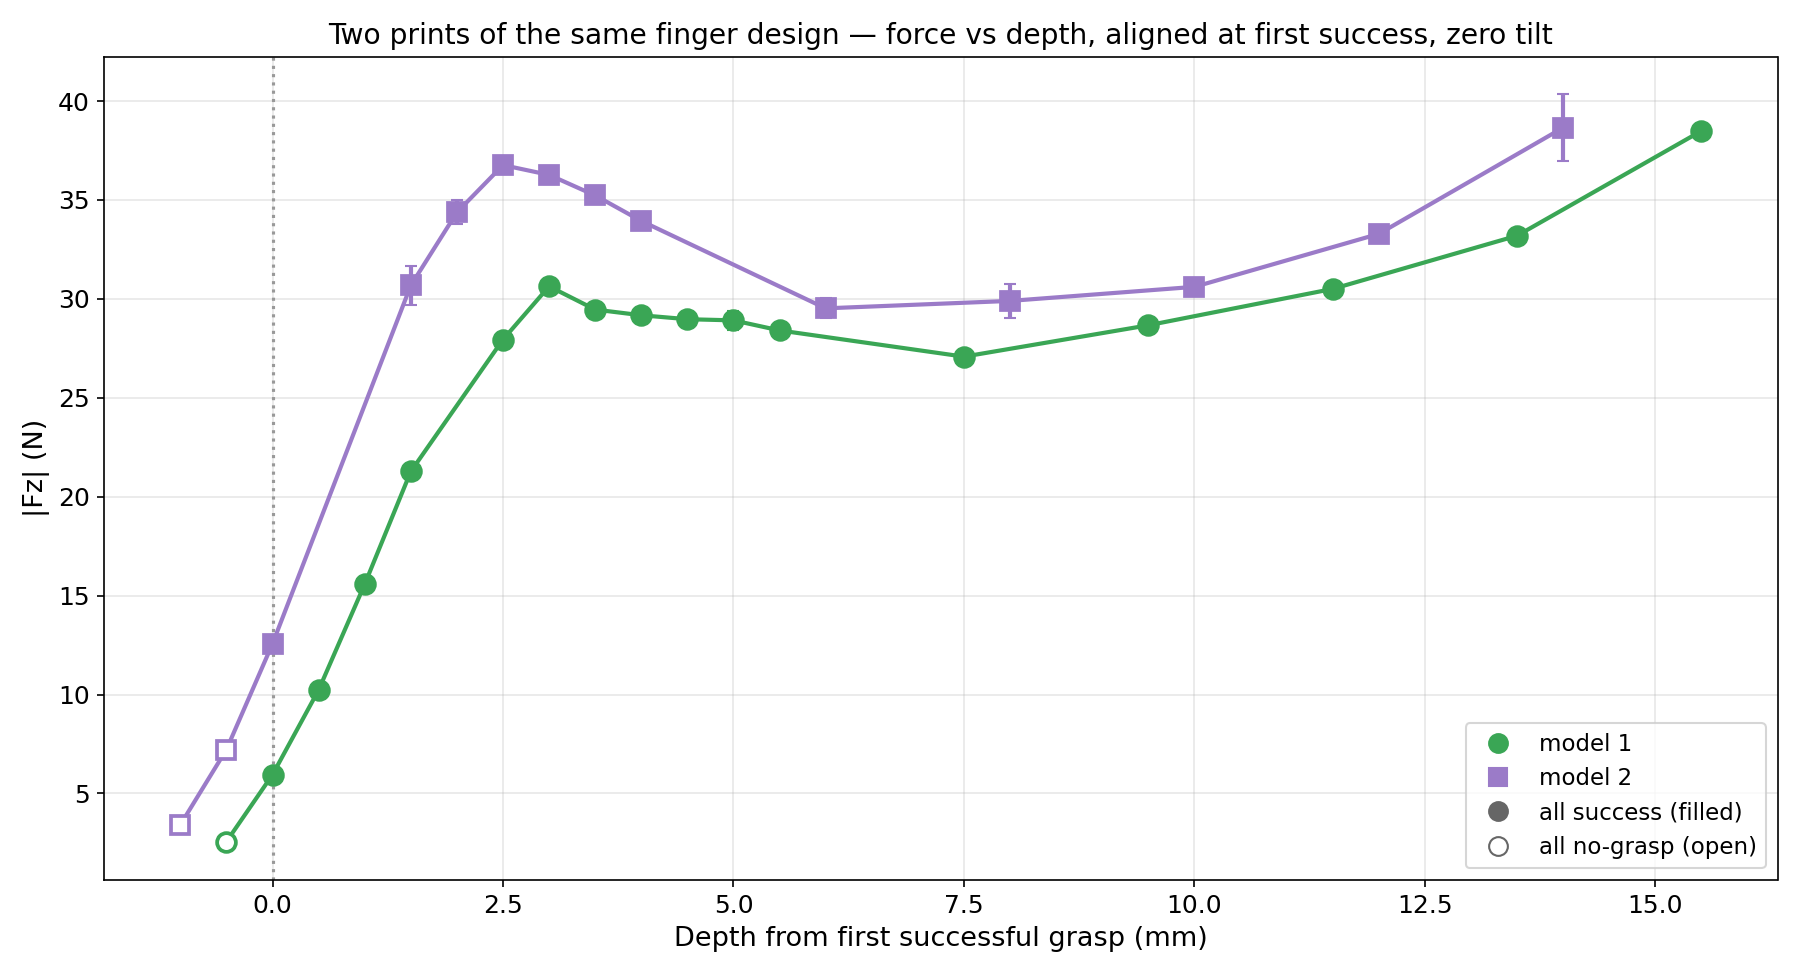 Two prints of the same finger design — force vs depth, aligned at first success, zero tilt
|Fz| (N)
40
35
30
25
20
15
10
5
0.0 2.5 5.0 7.5 10.0 12.5 15.0
Depth from first successful grasp (mm)
model 1
model 2
all success (filled)
all no-grasp (open)